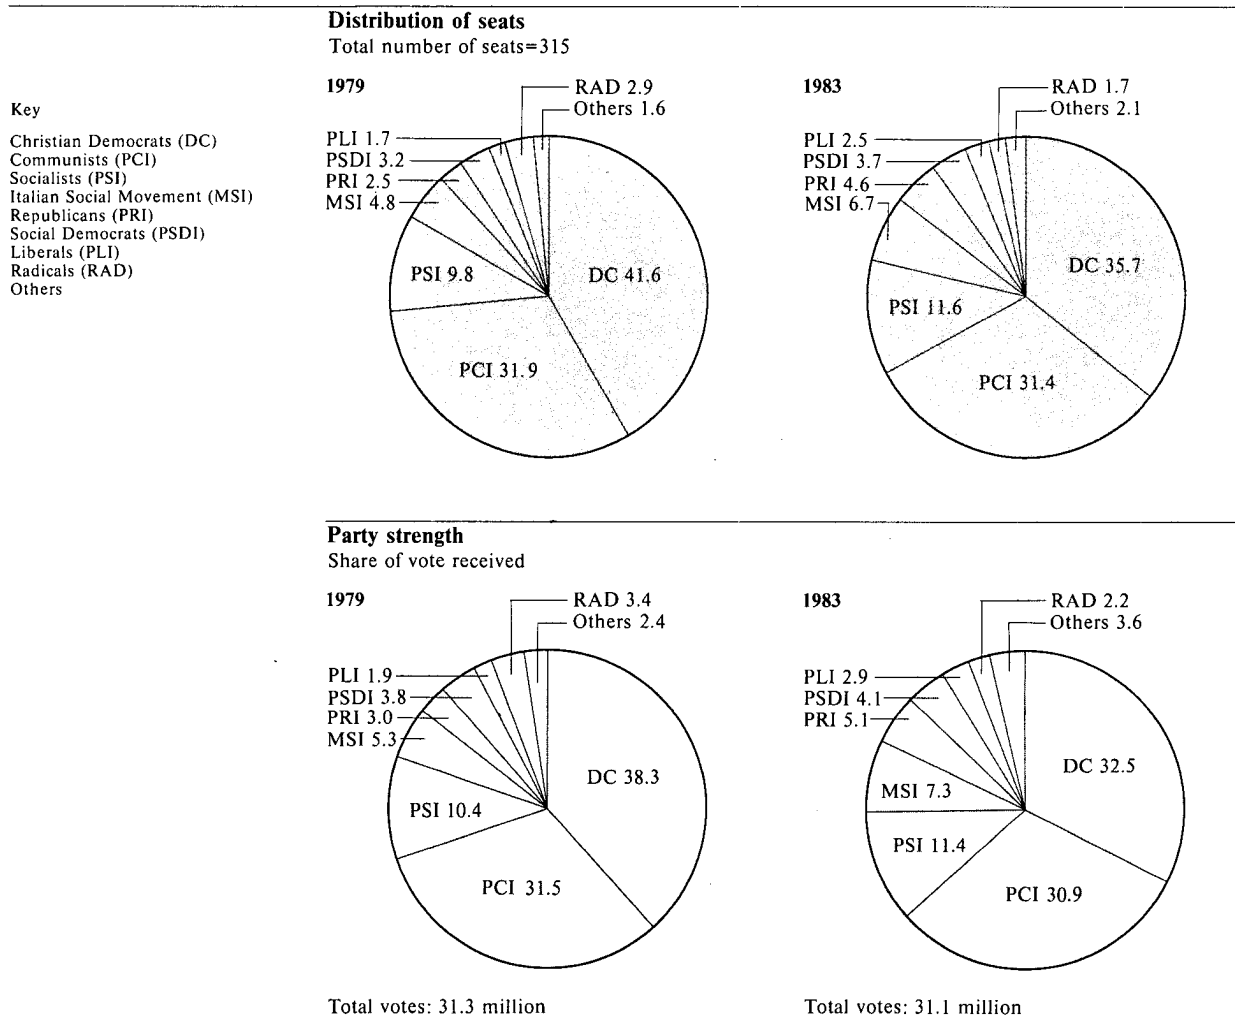 Distribution of seats
Total number of seats=315
Key
Christian Democrats (DC)
Communists (PCI)
Socialists (PSI)
Italian Social Movement (MSI)
Republicans (PRI)
Social Democrats (PSDI)
Liberals (PLI)
Radicals (RAD)
Others
1979
RAD 2.9
Others 1.6
PLI 1.7
PSDI 3.2
PRI 2.5
MSI 4.8
PSI 9.8
DC 41.6
PCI 31.9
1983
RAD 1.7
Others 2.1
PLI 2.5
PSDI 3.7
PRI 4.6
MSI 6.7
DC 35.7
PSI 11.6
PCI 31.4
Party strength
Share of vote received
1979
RAD 3.4
Others 2.4
PLI 1.9
PSDI 3.8
PRI 3.0
MSI 5.3
DC 38.3
PSI 10.4
PCI 31.5
Total votes: 31.3 million
1983
RAD 2.2
Others 3.6
PLI 2.9
PSDI 4.1
PRI 5.1
DC 32.5
MSI 7.3
PSI 11.4
PCI 30.9
Total votes: 31.1 million